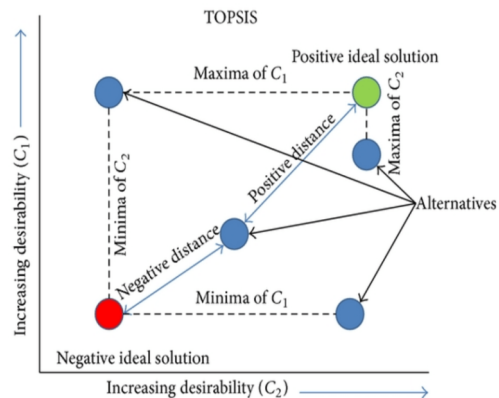 TOPSIS
Positive ideal solution
Maxima of C₁
Maxima of C₂
Increasing desirability (C₁)
Minima of C₂
Positive distance
Alternatives
Negative distance
Minima of C₁
Negative ideal solution
Increasing desirability (C₂)